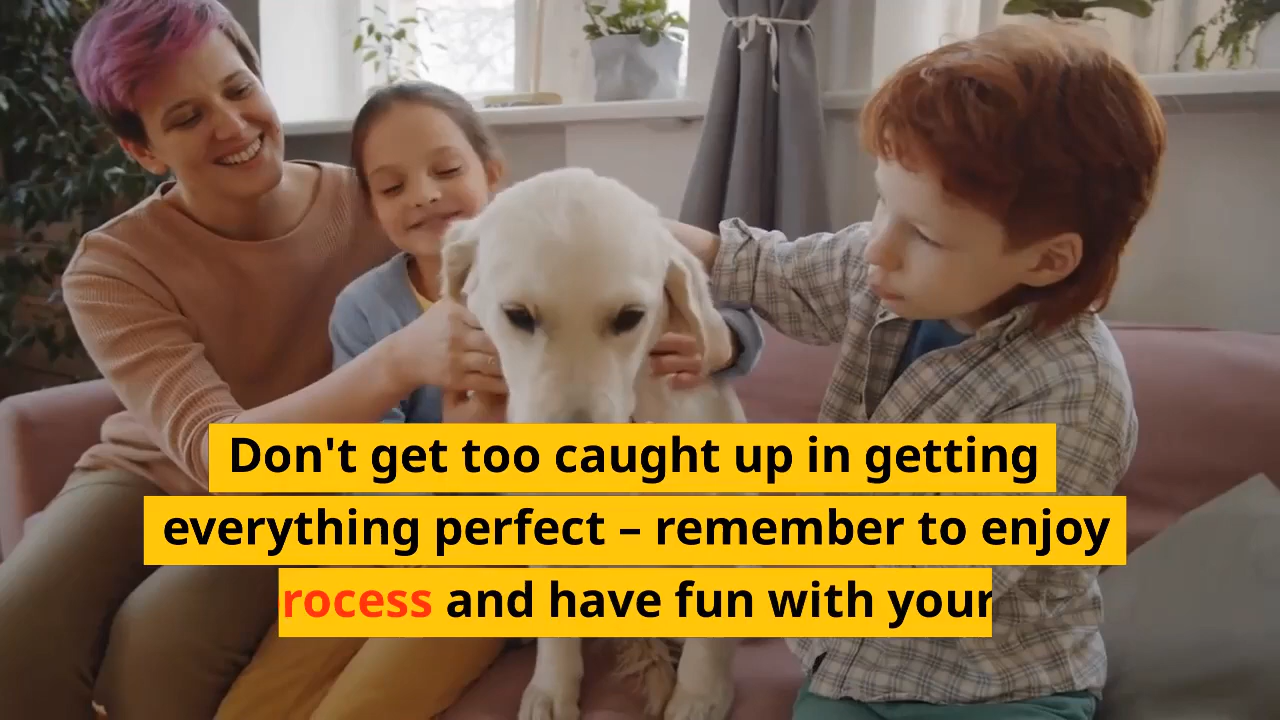 Don't get too caught up in getting
everything perfect – remember to enjoy
rocess and have fun with your